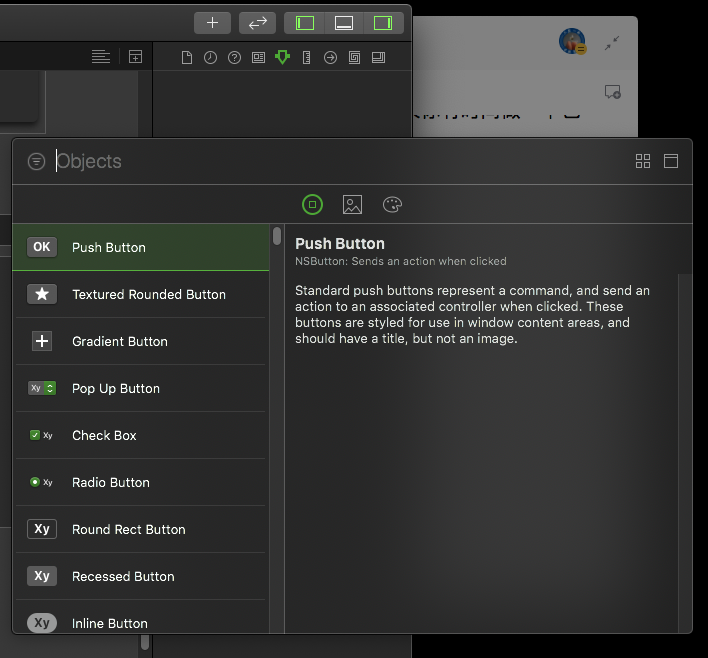 Objects
OK Push Button
Textured Rounded Button
Gradient Button
Xy Pop Up Button
Xy Check Box
Xy Radio Button
Xy Round Rect Button
Xy Recessed Button
Xy Inline Button
Push Button
NSButton: Sends an action when clicked
Standard push buttons represent a command, and send an
action to an associated controller when clicked. These
buttons are styled for use in window content areas, and
should have a title, but not an image.